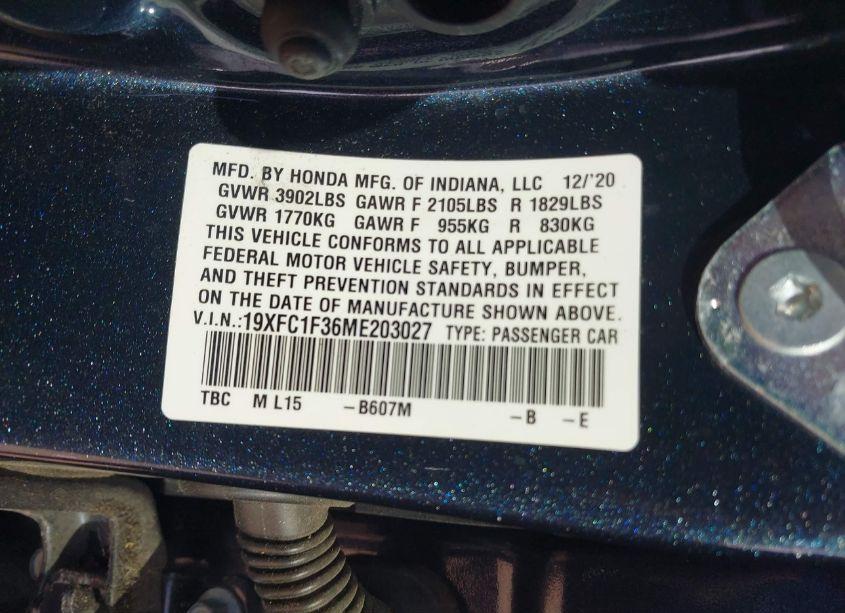 MFD. BY HONDA MFG. OF INDIANA, LLC 12/'20
GVWR 3902LBS GAWR F 2105LBS R 1829LBS
GVWR 1770KG GAWR F 955KG R 830KG
THIS VEHICLE CONFORMS TO ALL APPLICABLE
FEDERAL MOTOR VEHICLE SAFETY, BUMPER,
AND THEFT PREVENTION STANDARDS IN EFFECT
ON THE DATE OF MANUFACTURE SHOWN ABOVE.
V.I.N.:19XFC1F36ME203027 TYPE: PASSENGER CAR
TBC M L15 -B607M -B -E